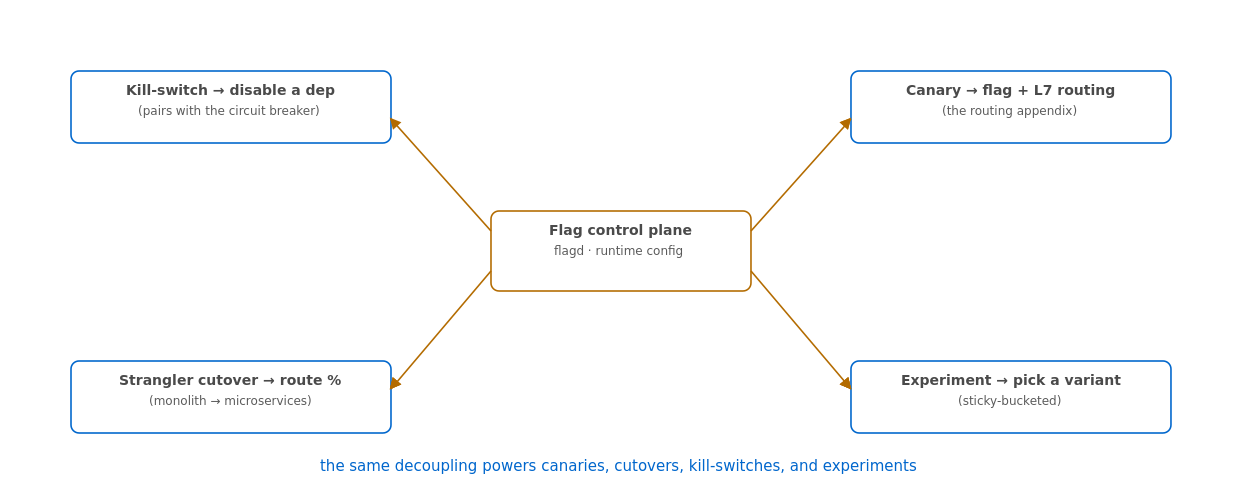 Kill-switch → disable a dep
(pairs with the circuit breaker)
Canary → flag + L7 routing
(the routing appendix)
Flag control plane
flagd · runtime config
Strangler cutover → route %
(monolith → microservices)
Experiment → pick a variant
(sticky-bucketed)
the same decoupling powers canaries, cutovers, kill-switches, and experiments